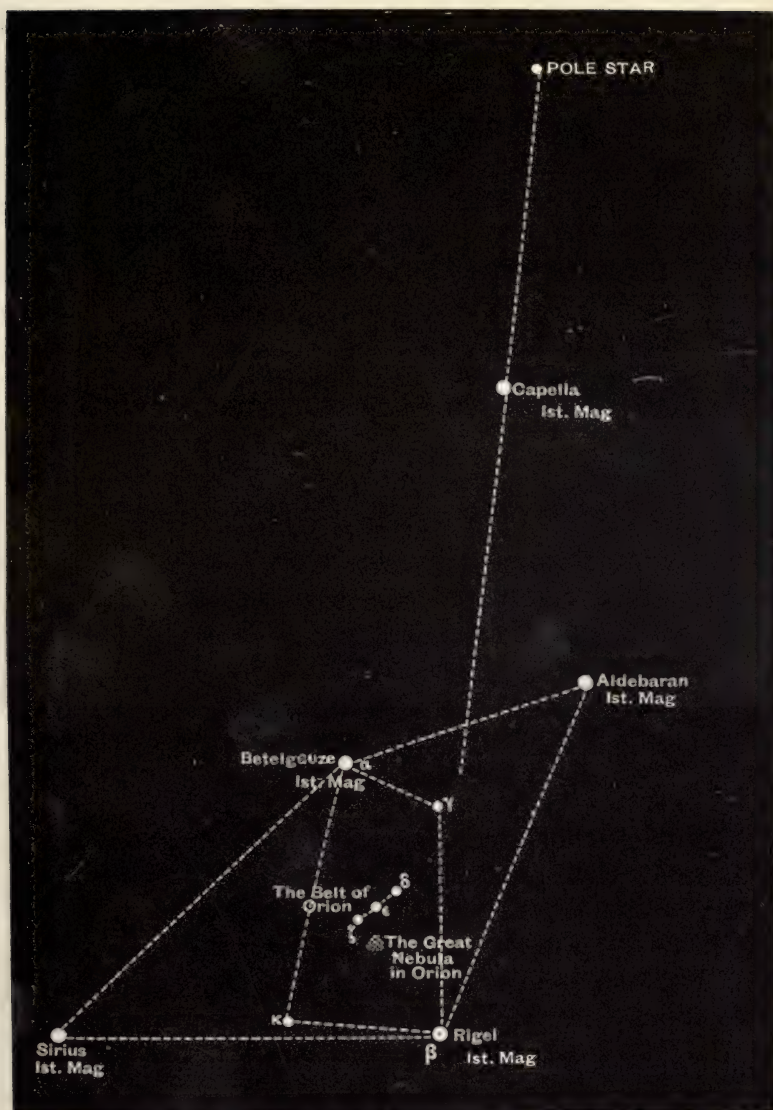 POLE STAR
Capella
Ist. Mag
Aldebaran
Ist. Mag
Betelgeuze α
Ist. Mag
γ
δ
The Belt of
Orion ε
ζ
The Great
Nebula
in Orion
κ
Rigel
β Ist. Mag
Sirius
Ist. Mag